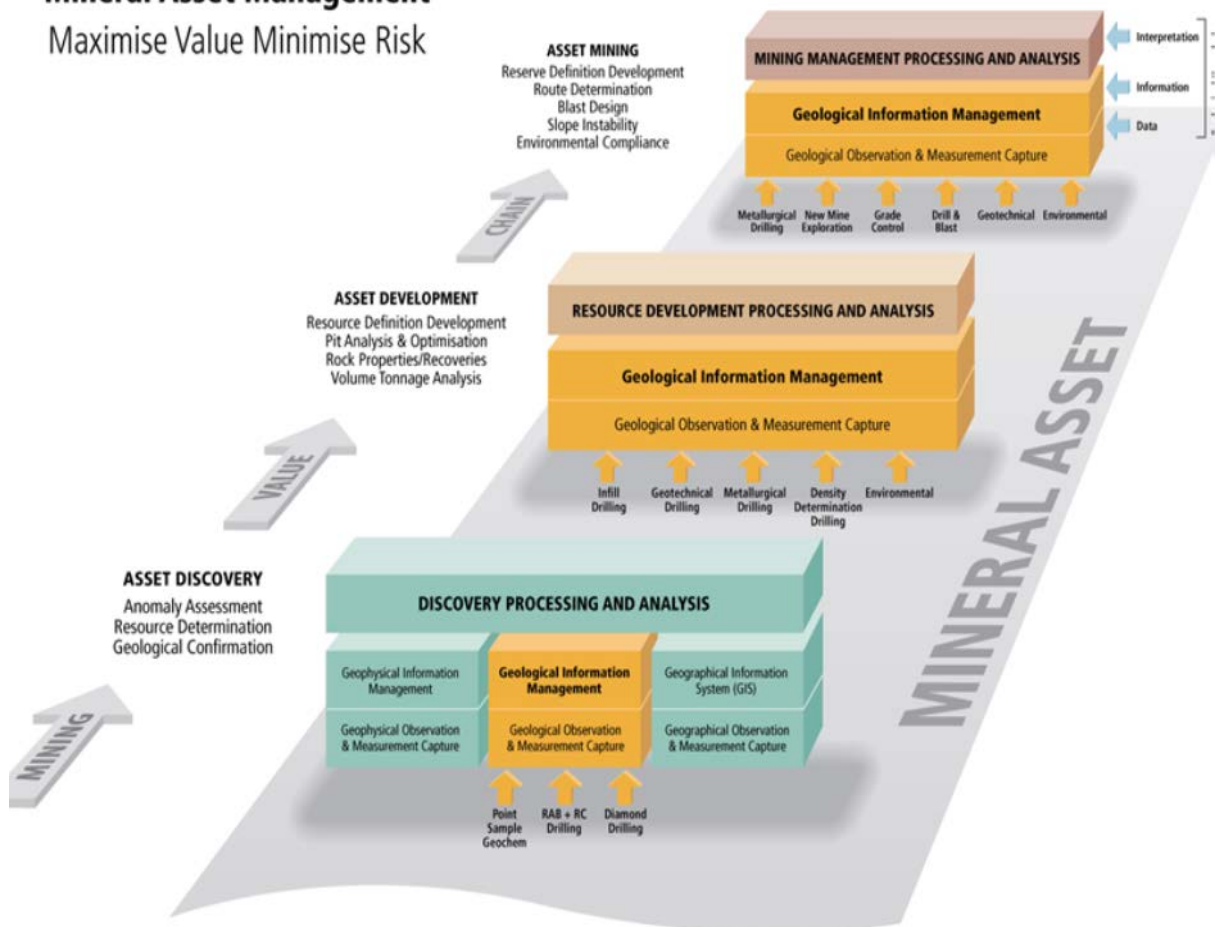 Mineral Asset Management
Maximise Value Minimise Risk
ASSET MINING
Reserve Definition Development
Route Determination
Blast Design
Slope Instability
Environmental Compliance
MINING MANAGEMENT PROCESSING AND ANALYSIS
Geological Information Management
Geological Observation & Measurement Capture
Interpretation
Information
Data
Metallurgical
Drilling
New Mine
Exploration
Grade
Control
Drill &
Blast
Geotechnical
Environmental
CHAIN
ASSET DEVELOPMENT
Resource Definition Development
Pit Analysis & Optimisation
Rock Properties/Recoveries
Volume Tonnage Analysis
RESOURCE DEVELOPMENT PROCESSING AND ANALYSIS
Geological Information Management
Geological Observation & Measurement Capture
Infill
Drilling
Geotechnical
Drilling
Metallurgical
Drilling
Density
Determination
Drilling
Environmental
VALUE
MINERAL ASSET
ASSET DISCOVERY
Anomaly Assessment
Resource Determination
Geological Confirmation
DISCOVERY PROCESSING AND ANALYSIS
Geophysical Information
Management
Geological Information
Management
Geographical Information
System (GIS)
Geophysical Observation
& Measurement Capture
Geological Observation
& Measurement Capture
Geographical Observation
& Measurement Capture
Point
Sample
Geochem
RAB + RC
Drilling
Diamond
Drilling
MINING